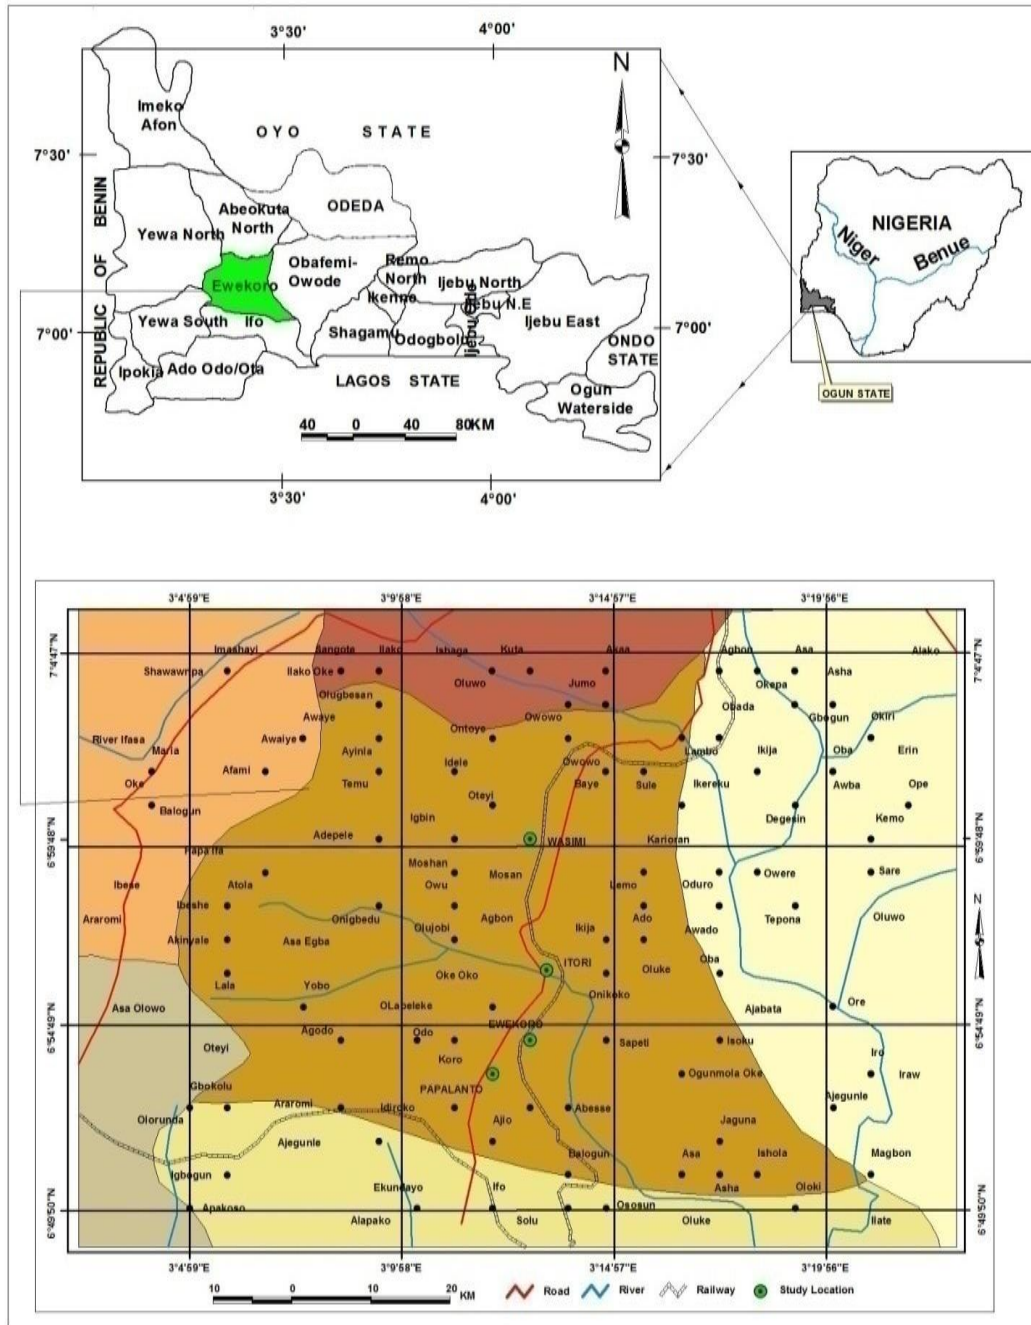 3°30'
4°00'
N
Imeko
Afon
OYO STATE
7°30'
7°30'
REPUBLIC OF BENIN
Abeokuta
North
ODEDA
Yewa North
Obafemi-
Owode
Remo
North
Ewekoro
Ikenne
Ijebu North
Ijebu N.E
Ijebu Ode
Yewa South
Ifo
Shagamu
Odogbolu
Ijebu East
7°00'
7°00'
ONDO
STATE
Ipokia
Ado Odo/Ota
LAGOS STATE
Ogun
Waterside
40 0 40 80KM
3°30'
4°00'
NIGERIA
Niger
Benue
OGUN STATE
3°4'59"E
3°9'58"E
3°14'57"E
3°19'56"E
7°4'47"N
7°4'47"N
Imashayi
Bangote
Ilako
Ishaga
Kuta
Akaa
Agbon
Asa
Alako
Shawawnpa
Ilako Oke
Oluwo
Jumo
Okepa
Asha
Olugbesan
Awaye
Owowo
Obada
Gbogun
Okiri
River Ifasa
Maria
Awaiye
Ayinla
Ontoye
Lambo
Ikija
Oba
Erin
Oke
Afami
Temu
Idele
Owowo
Baye
Sule
Ikereku
Awba
Ope
Balogun
Oteyi
Igbin
Degesin
Kemo
Adepele
WASIMI
Karioran
6°59'48"N
6°59'48"N
Papa Ifa
Moshan
Ibese
Atola
Owu
Mosan
Lemo
Oduro
Owere
Sare
Araromi
Ibeshe
Onigbedu
Olujobi
Agbon
Ado
Tepona
Oluwo
Akinyale
Asa Egba
Ikija
Awado
Lala
Yobo
Oke Oko
ITORI
Oluke
Oba
Asa Olowo
OLapeleke
Onikoko
Ajabata
Ore
6°54'49"N
6°54'49"N
EWEKORO
Oteyi
Agodo
Odo
Koro
Sapeti
Isoku
Iro
Gbokolu
PAPALANTO
Ogunmola Oke
Iraw
Olorunda
Araromi
Idiroko
Ajio
Abesse
Ajegunle
Ajegunle
Jaguna
Igbogun
Balogun
Asa
Ishola
Magbon
Ekundayo
Ifo
Asha
Oloki
Apakoso
Alapako
Solu
Ososun
Oluke
Ilate
6°49'50"N
6°49'50"N
N
3°4'59"E
3°9'58"E
3°14'57"E
3°19'56"E
10 0 10 20
KM
Road
River
Railway
Study Location